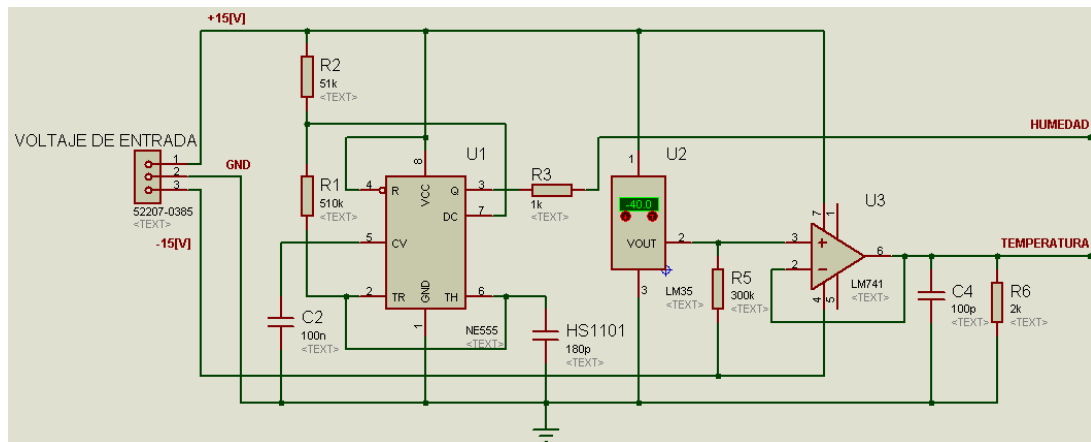 +15[V]
R2
51k
<TEXT>
VOLTAJE DE ENTRADA
1
2
3
GND
52207-0385
<TEXT>
-15[V]
R1
510k
<TEXT>
U1
8
4
R
VCC
Q
3
DC
7
5
CV
2
TR
GND
TH
6
1
NE555
<TEXT>
C2
100n
<TEXT>
HS1101
180p
<TEXT>
R3
1k
<TEXT>
HUMEDAD
U2
1
-40.0
VOUT
2
3
LM35
<TEXT>
R5
300k
<TEXT>
U3
7
1
3
2
6
4
5
LM741
<TEXT>
TEMPERATURA
C4
100p
<TEXT>
R6
2k
<TEXT>